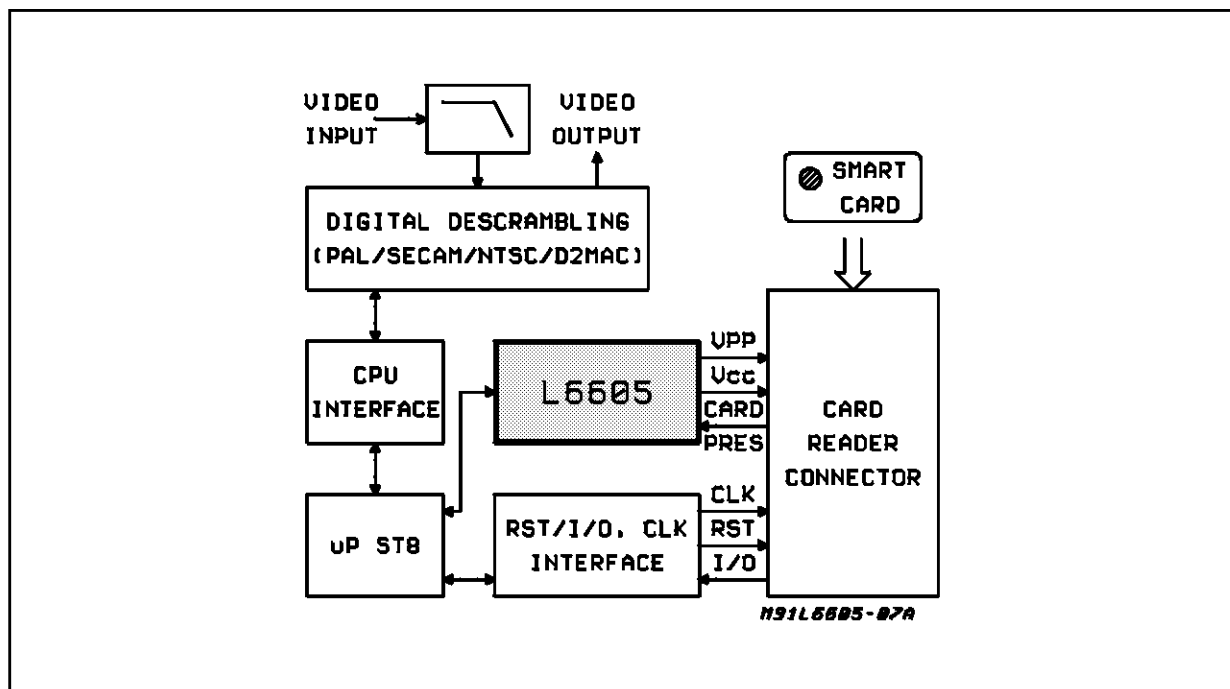 VIDEO
INPUT
VIDEO
OUTPUT
SMART
CARD
DIGITAL DESCRAMBLING
(PAL/SECAM/NTSC/D2MAC)
CPU
INTERFACE
L6605
VPP
Vcc
CARD
PRES
CARD
READER
CONNECTOR
uP ST8
RST/I/O, CLK
INTERFACE
CLK
RST
I/O
M91L6605-07A